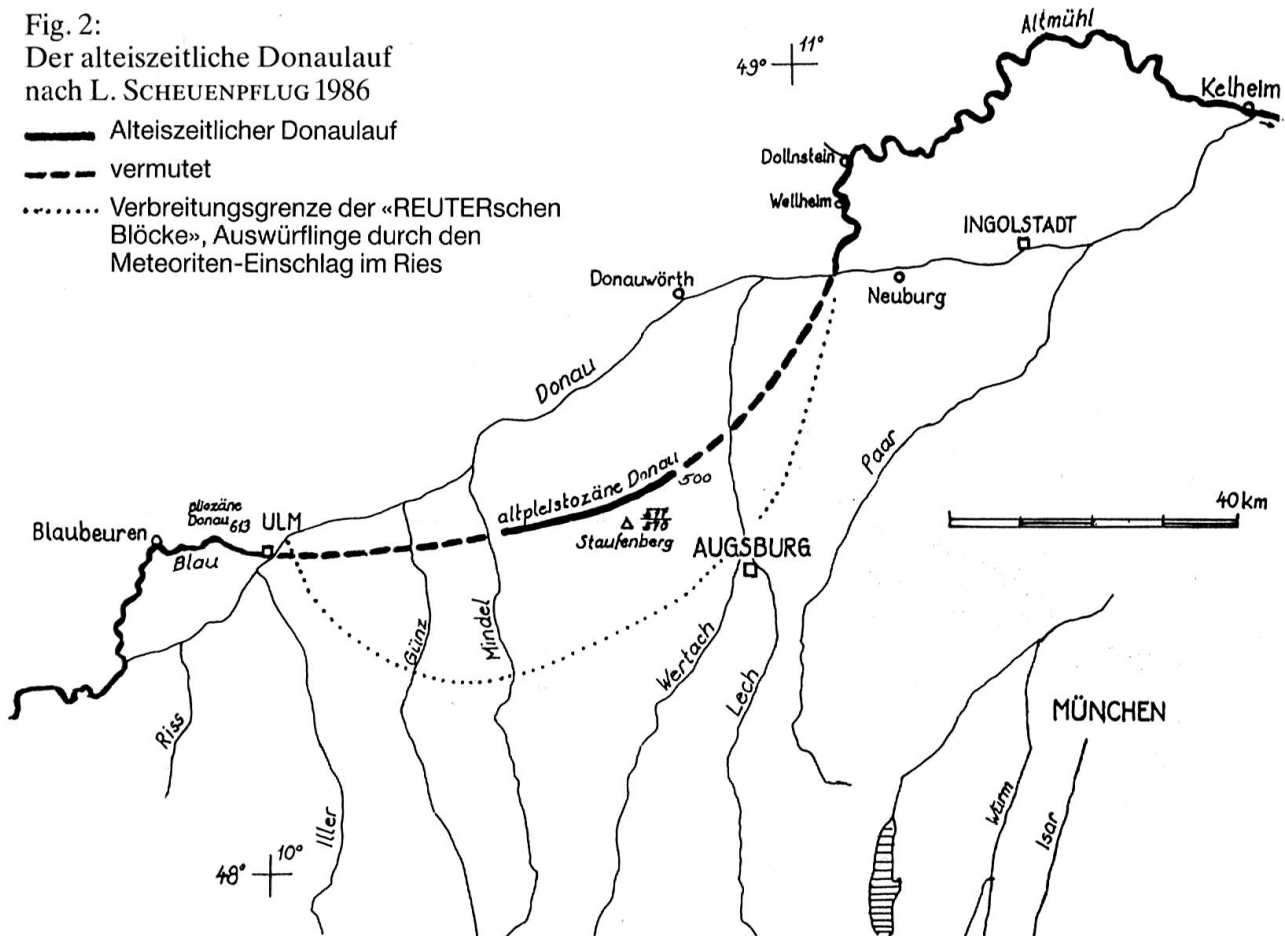 Fig. 2:
Der alteiszeitliche Donaulauf
nach L. SCHEUENPFLUG 1986
Alteiszeitlicher Donaulauf
vermutet
Verbreitungsgrenze der «REUTERschen
Blöcke», Auswürflinge durch den
Meteoriten-Einschlag im Ries
49° 11°
Altmühl
Kelheim
Dollnstein
Wellheim
INGOLSTADT
Donauwörth
Neuburg
Donau
Paar
altpleistozäne Donau
500
40 km
pliozäne
Donau 613
ULM
Blaubeuren
Blau
Staufenberg
AUGSBURG
Günz
Mindel
Wertach
Lech
Riss
Iller
MÜNCHEN
Würm
Isar
48° 10°